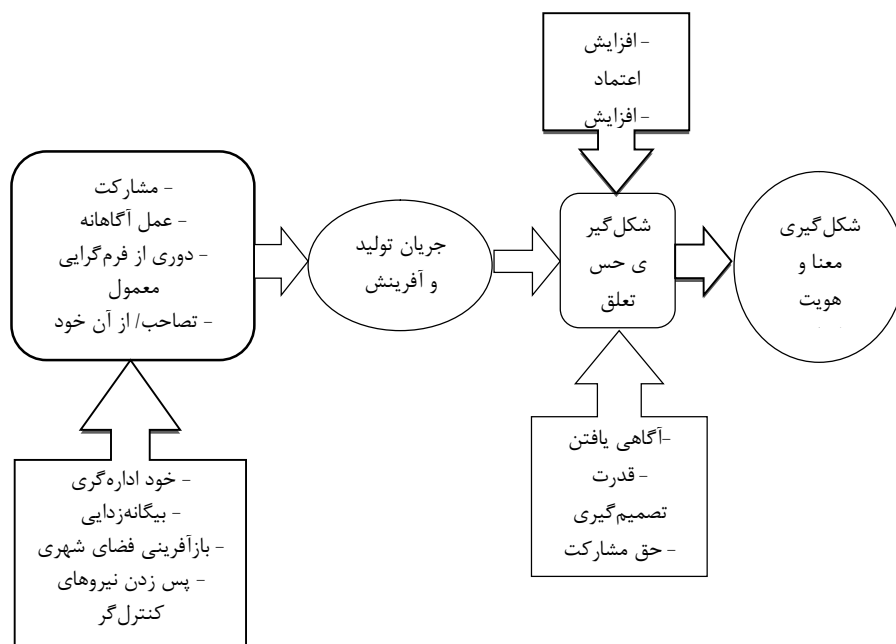 - افزایش
اعتماد
- افزایش
- مشارکت
- عمل آگاهانه
- دوری از فرم‌گرایی
معمول
- تصاحب/ از آن خود
جریان تولید
و آفرینش
شکل‌گیر
ی حس
تعلق
شکل‌گیری
معنا و
هویت
- خود اداره‌گری
- بیگانه‌زدایی
- بازآفرینی فضای شهری
- پس زدن نیروهای
کنترل‌گر
-آگاهی یافتن
- قدرت
تصمیم‌گیری
- حق مشارکت